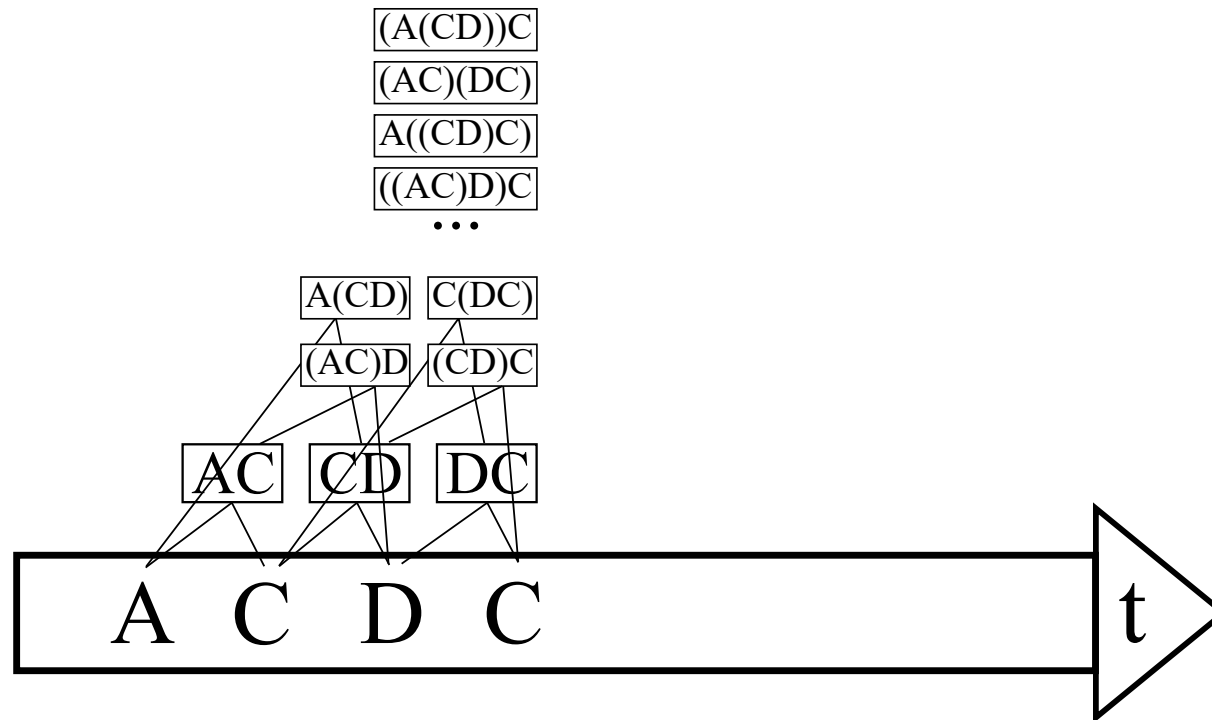 (A(CD))C
(AC)(DC)
A((CD)C)
((AC)D)C
...
A(CD) C(DC)
(AC)D (CD)C
AC CD DC
A C D C t